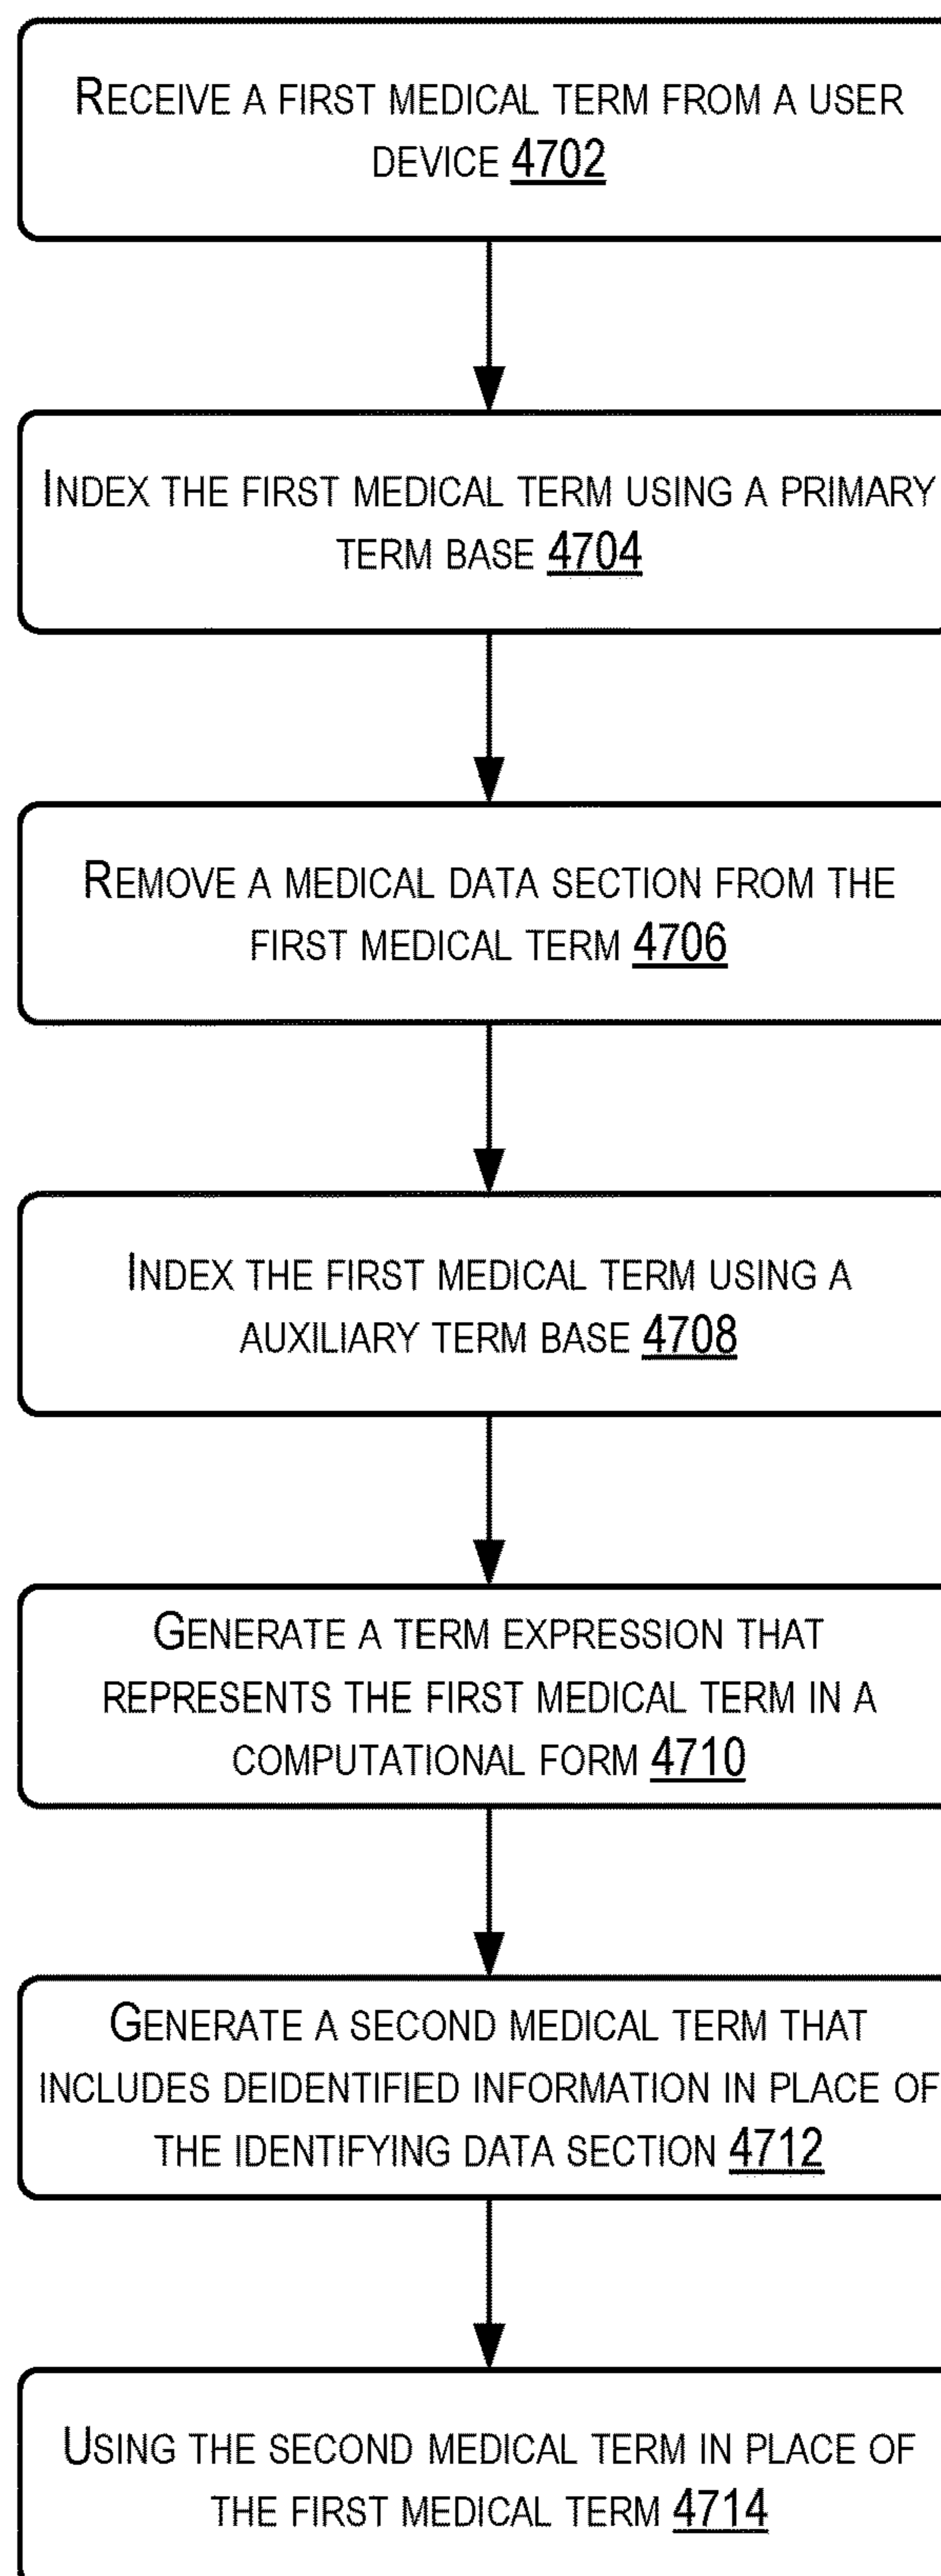 RECEIVE A FIRST MEDICAL TERM FROM A USER
DEVICE 4702
INDEX THE FIRST MEDICAL TERM USING A PRIMARY
TERM BASE 4704
REMOVE A MEDICAL DATA SECTION FROM THE
FIRST MEDICAL TERM 4706
INDEX THE FIRST MEDICAL TERM USING A
AUXILIARY TERM BASE 4708
GENERATE A TERM EXPRESSION THAT
REPRESENTS THE FIRST MEDICAL TERM IN A
COMPUTATIONAL FORM 4710
GENERATE A SECOND MEDICAL TERM THAT
INCLUDES DEIDENTIFIED INFORMATION IN PLACE OF
THE IDENTIFYING DATA SECTION 4712
USING THE SECOND MEDICAL TERM IN PLACE OF
THE FIRST MEDICAL TERM 4714